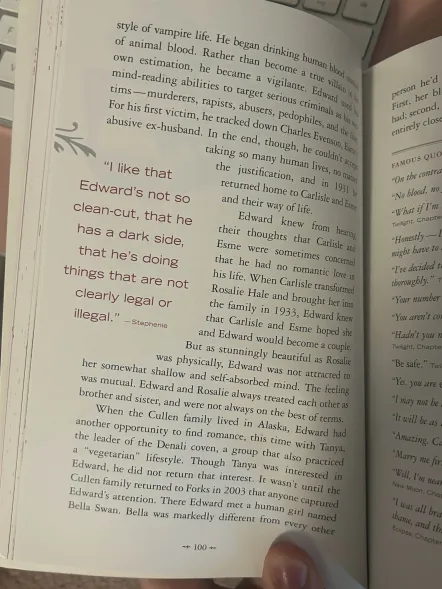 style of vampire life. He began drinking human blood
of animal blood. Rather than become a true villain
own estimation, he became a vigilante. Edward used
mind-reading abilities to target serious criminals as
tims—murderers, rapists, abusers, pedophiles, and the
For his first victim, he tracked down Charles Evenson,
abusive ex-husband. In the end, though, he couldn't
taking so many human lives, no matter
the justification, and in 1931 he
returned home to Carlisle and Esme
and their way of life.
"I like that
Edward's not so
clean-cut, that he
has a dark side,
that he's doing
things that are not
clearly legal or
illegal." —Stephenie
Edward knew from hearing
their thoughts that Carlisle and
Esme were sometimes concerned
that he had no romantic love in
his life. When Carlisle transformed
Rosalie Hale and brought her into
the family in 1933, Edward knew
that Carlisle and Esme hoped she
and Edward would become a couple.
But as stunningly beautiful as Rosalie
was physically, Edward was not attracted to
her somewhat shallow and self-absorbed mind. The feeling
was mutual. Edward and Rosalie always treated each other as
brother and sister, and were not always on the best of terms.
When the Cullen family lived in Alaska, Edward had
another opportunity to find romance, this time with Tanya,
the leader of the Denali coven, a group that also practiced
a "vegetarian" lifestyle. Though Tanya was interested in
Edward, he did not return that interest. It wasn't until the
Cullen family returned to Forks in 2003 that anyone captured
Edward's attention. There Edward met a human girl named
Bella Swan. Bella was markedly different from every other
100
person he'd
First, her bl
had; second,
entirely close
FAMOUS QUO
"On the contra
"No blood, no
"What if I'm
Twilight, Chapte
"Honestly—I
might have to
"I've decided t
thoroughly."
"Your number
"You aren't con
"Hadn't you n
Twilight, Chapte
"Be safe." Twi
"Yes, you are
"I may not be
"It will be as
"Amazing. Ca
"Marry me fir
"Will, I'm nea
New Moon, Chap
"I was all bra
shame, and th
Eclipse, Chapter